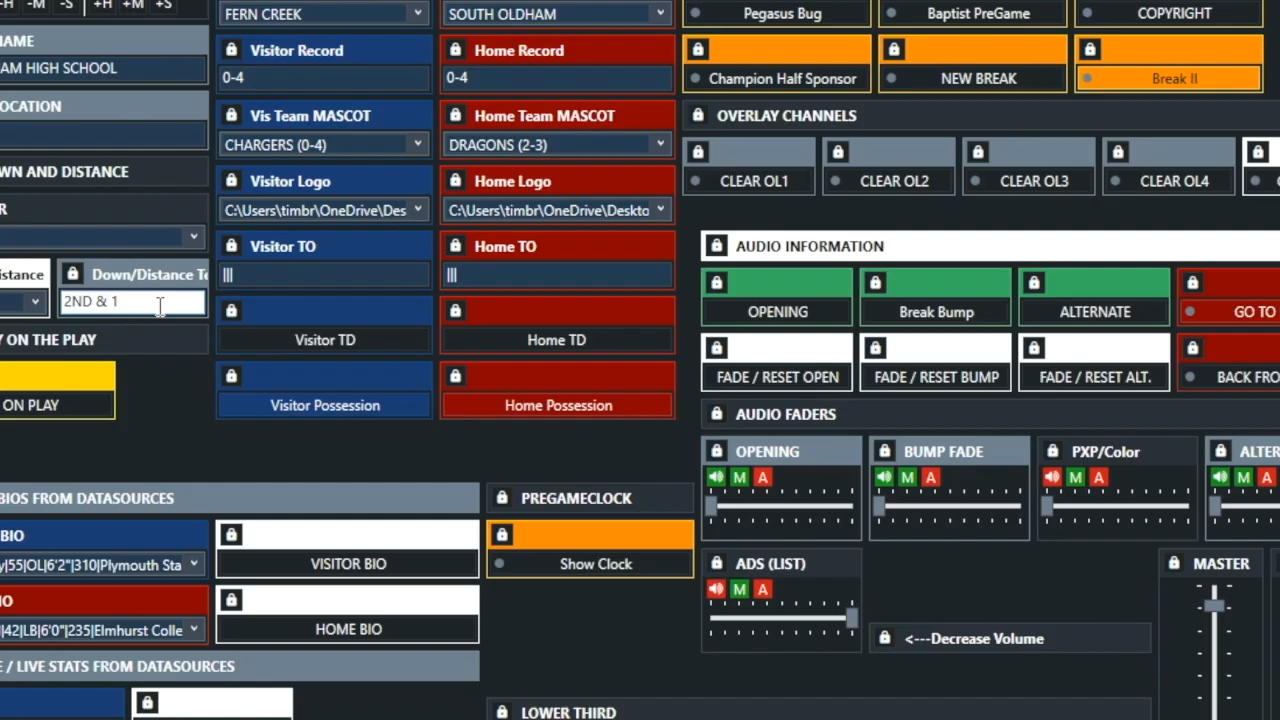 -H -M -S +H +M +S
FERN CREEK
SOUTH OLDHAM
Pegasus Bug
Baptist PreGame
COPYRIGHT
AME
AM HIGH SCHOOL
OCATION
WN AND DISTANCE
R
istance
Down/Distance Te
2ND & 1
Y ON THE PLAY
ON PLAY
Visitor Record
0-4
Vis Team MASCOT
CHARGERS (0-4)
Visitor Logo
C:\Users\timbr\OneDrive\Des
Visitor TO
|||
Visitor TD
Visitor Possession
Home Record
0-4
Home Team MASCOT
DRAGONS (2-3)
Home Logo
C:\Users\timbr\OneDrive\Deskto
Home TO
|||
Home TD
Home Possession
Champion Half Sponsor
NEW BREAK
Break II
OVERLAY CHANNELS
CLEAR OL1
CLEAR OL2
CLEAR OL3
CLEAR OL4
AUDIO INFORMATION
OPENING
Break Bump
ALTERNATE
GO TO
FADE / RESET OPEN
FADE / RESET BUMP
FADE / RESET ALT.
BACK FRO
AUDIO FADERS
OPENING
M A
BUMP FADE
M A
PXP/Color
M A
ALTER
M A
ADS (LIST)
M A
<---Decrease Volume
MASTER
BIOS FROM DATASOURCES
BIO
y|55|OL|6'2"|310|Plymouth Sta
VISITOR BIO
IO
|42|LB|6'0"|235|Elmhurst Colle
HOME BIO
E / LIVE STATS FROM DATASOURCES
PREGAMECLOCK
Show Clock
LOWER THIRD